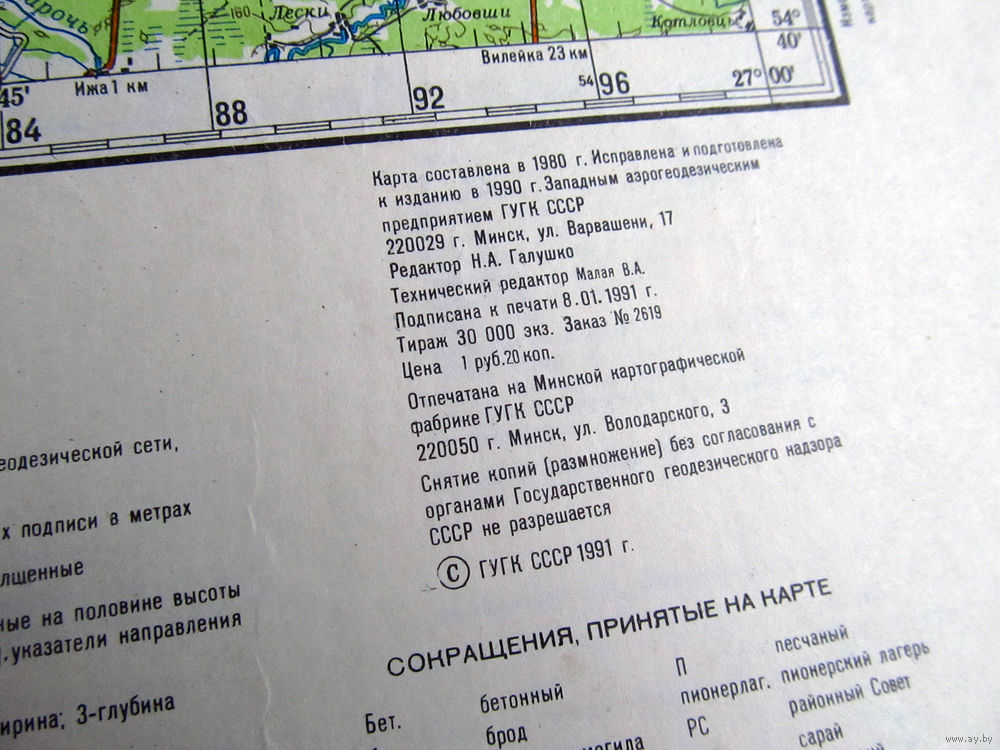 Нарочь
160
Лески
Любовши
Котловцы
54°
40'
Ижа 1 км
Вилейка 23 км
45'
84
88
92
54 96
27° 00'
Карта составлена в 1980 г. Исправлена и подготовлена
к изданию в 1990 г. Западным аэрогеодезическим
предприятием ГУГК СССР
220029 г. Минск, ул. Варвашени, 17
Редактор Н.А. Галушко
Технический редактор Малая В.А.
Подписана к печати 8.01.1991 г.
Тираж 30 000 экз. Заказ № 2619
Цена 1 руб.20 коп.
Отпечатана на Минской картографической
фабрике ГУГК СССР
220050 г. Минск, ул. Володарского, 3
Снятие копий (размножение) без согласования с
органами Государственного геодезического надзора
СССР не разрешается
© ГУГК СССР 1991 г.
еодезической сети,
х подписи в метрах
лщенные
ные на половине высоты
указатели направления
ирина; 3-глубина
СОКРАЩЕНИЯ, ПРИНЯТЫЕ НА КАРТЕ
Бет. бетонный
брод
могила
П песчаный
пионерлаг. пионерский лагерь
РС районный Совет
сарай
www.ay.by